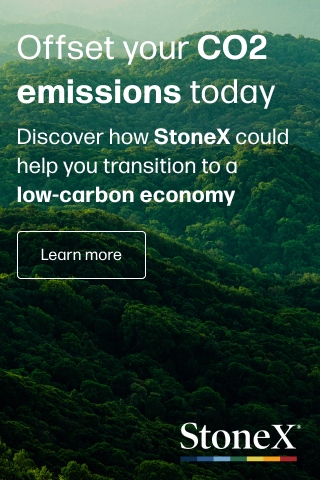 Offset your CO2
emissions today
Discover how StoneX could
help you transition to a
low-carbon economy
Learn more
StoneX®